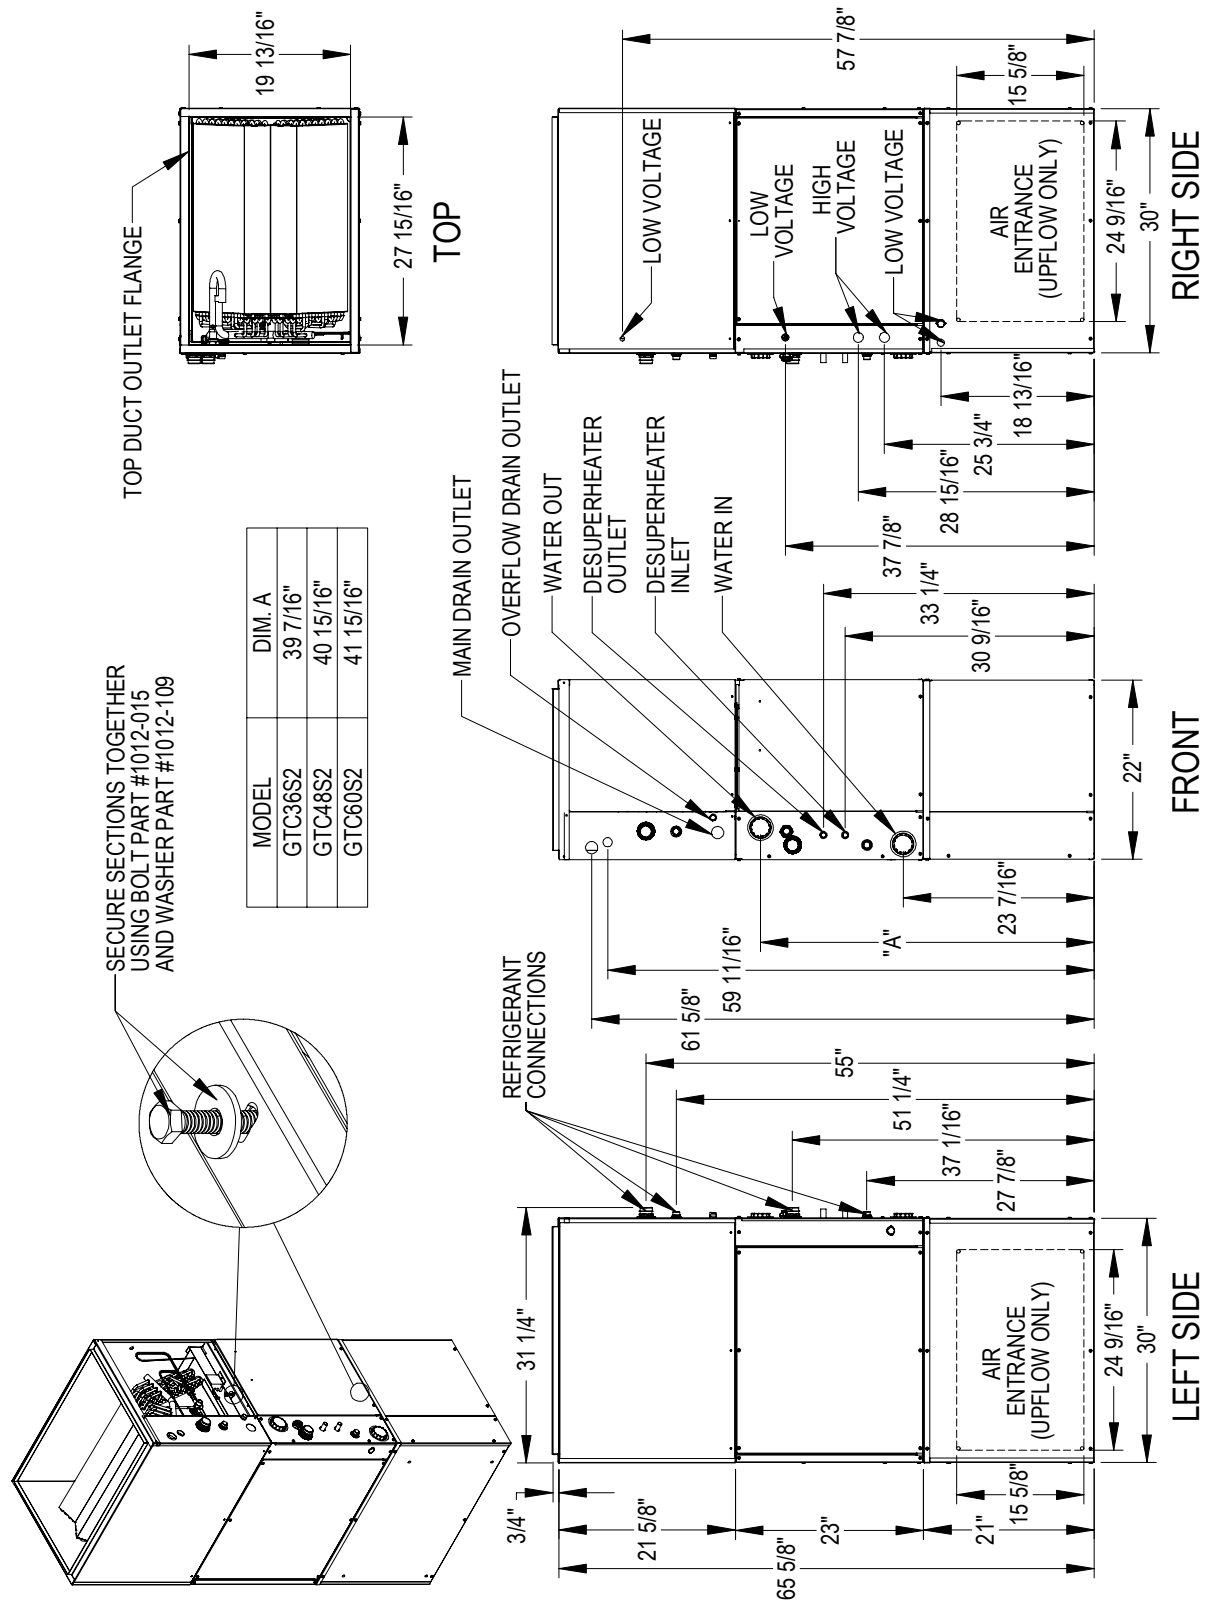 SECURE SECTIONS TOGETHER
USING BOLT PART #1012-015
AND WASHER PART #1012-109
MODEL DIM. A
GTC36S2 39 7/16"
GTC48S2 40 15/16"
GTC60S2 41 15/16"
TOP DUCT OUTLET FLANGE
19 13/16"
27 15/16"
TOP
3/4"
31 1/4"
21 5/8"
23"
21"
65 5/8"
15 5/8"
AIR
ENTRANCE
(UPFLOW ONLY)
24 9/16"
30"
LEFT SIDE
REFRIGERANT
CONNECTIONS
55"
51 1/4"
37 1/16"
27 7/8"
61 5/8"
59 11/16"
"A"
23 7/16"
22"
FRONT
MAIN DRAIN OUTLET
OVERFLOW DRAIN OUTLET
WATER OUT
DESUPERHEATER
OUTLET
DESUPERHEATER
INLET
WATER IN
33 1/4"
30 9/16"
37 7/8"
28 15/16"
25 3/4"
18 13/16"
LOW VOLTAGE
LOW
VOLTAGE
HIGH
VOLTAGE
LOW VOLTAGE
57 7/8"
15 5/8"
AIR
ENTRANCE
(UPFLOW ONLY)
24 9/16"
30"
RIGHT SIDE